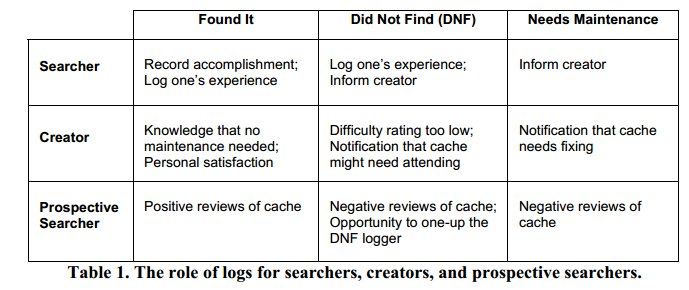 Found It
Did Not Find (DNF)
Needs Maintenance
Searcher
Record accomplishment;
Log one's experience
Log one's experience;
Inform creator
Inform creator
Creator
Knowledge that no
maintenance needed;
Personal satisfaction
Difficulty rating too low;
Notification that cache
might need attending
Notification that cache
needs fixing
Prospective
Searcher
Positive reviews of cache
Negative reviews of cache;
Opportunity to one-up the
DNF logger
Negative reviews of
cache
Table 1. The role of logs for searchers, creators, and prospective searchers.